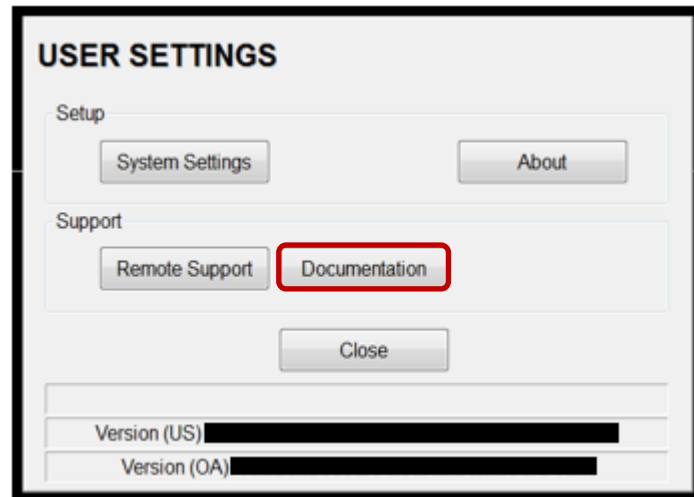 USER SETTINGS
Setup
System Settings About
Support
Remote Support Documentation
Close
Version (US)
Version (OA)